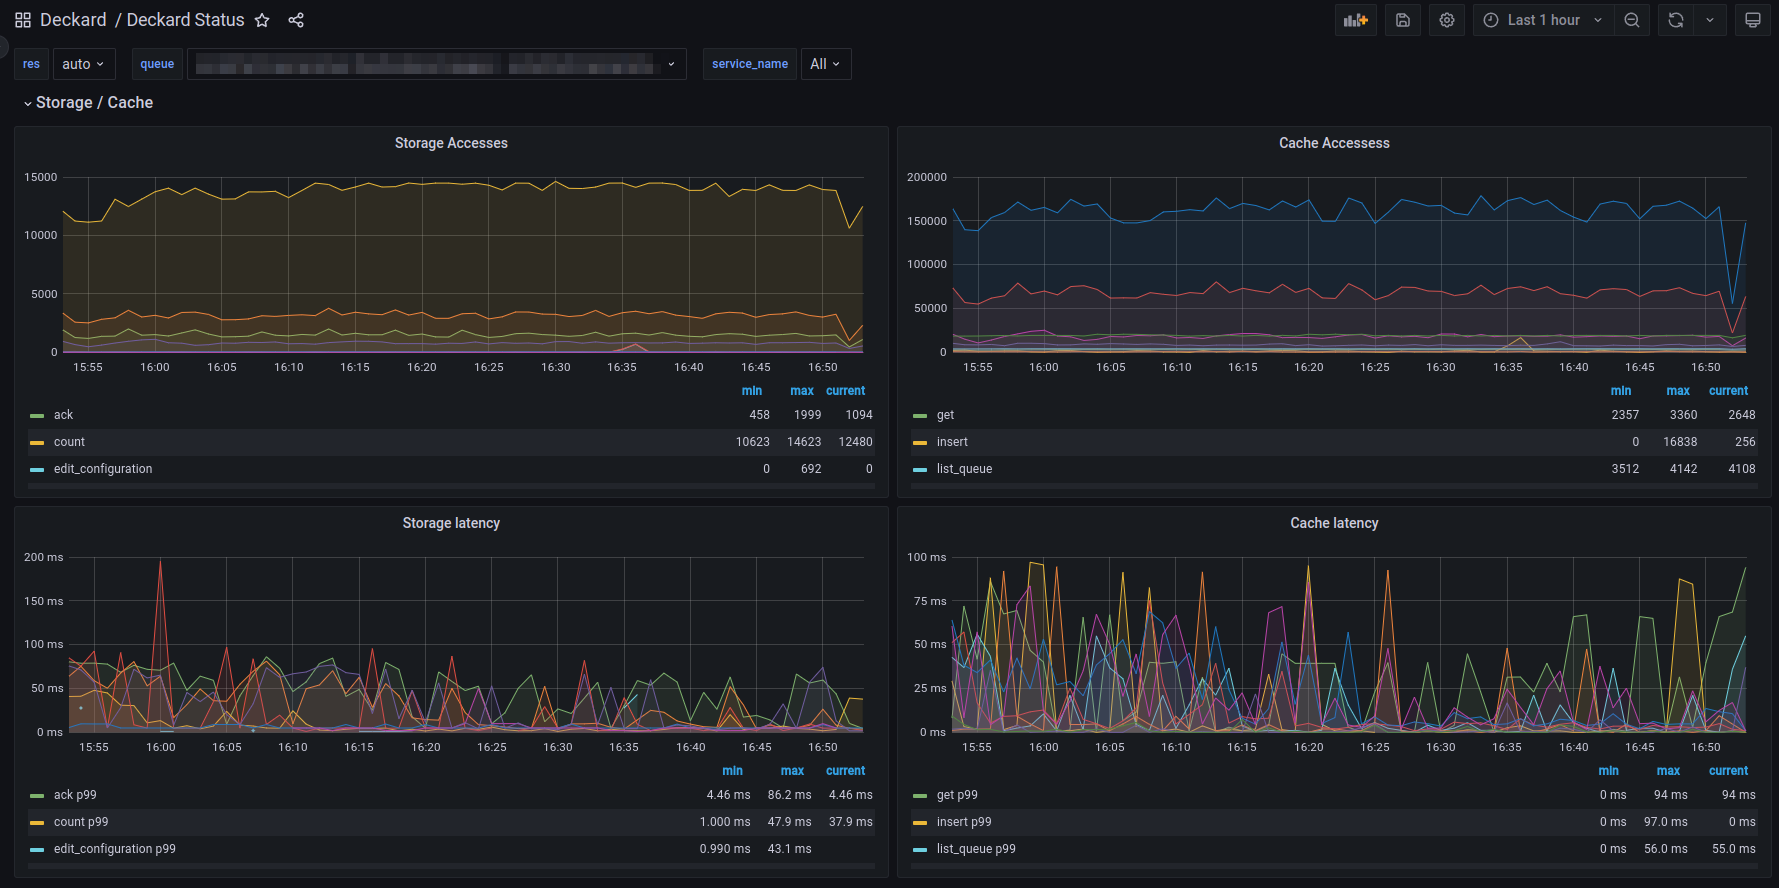 Deckard / Deckard Status
Last 1 hour
res auto queue service_name All
Storage / Cache
Storage Accesses
15000
10000
5000
0
15:55 16:00 16:05 16:10 16:15 16:20 16:25 16:30 16:35 16:40 16:45 16:50
min max current
ack 458 1999 1094
count 10623 14623 12480
edit_configuration 0 692 0
Cache Accessess
200000
150000
100000
50000
0
15:55 16:00 16:05 16:10 16:15 16:20 16:25 16:30 16:35 16:40 16:45 16:50
min max current
get 2357 3360 2648
insert 0 16838 256
list_queue 3512 4142 4108
Storage latency
200 ms
150 ms
100 ms
50 ms
0 ms
15:55 16:00 16:05 16:10 16:15 16:20 16:25 16:30 16:35 16:40 16:45 16:50
min max current
ack p99 4.46 ms 86.2 ms 4.46 ms
count p99 1.000 ms 47.9 ms 37.9 ms
edit_configuration p99 0.990 ms 43.1 ms
Cache latency
100 ms
75 ms
50 ms
25 ms
0 ms
15:55 16:00 16:05 16:10 16:15 16:20 16:25 16:30 16:35 16:40 16:45 16:50
min max current
get p99 0 ms 94 ms 94 ms
insert p99 0 ms 97.0 ms 0 ms
list_queue p99 0 ms 56.0 ms 55.0 ms